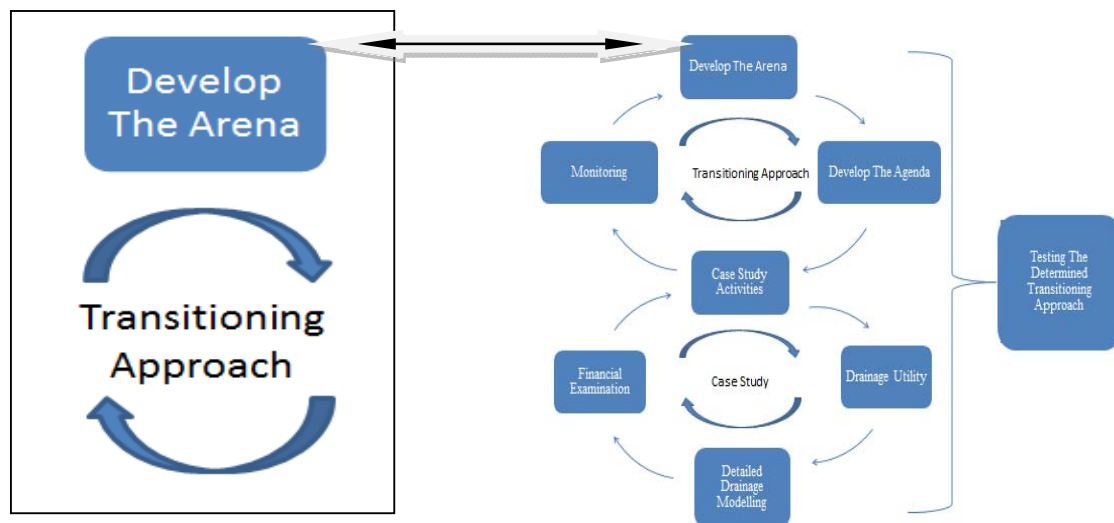 Develop
The Arena
Transitioning
Approach
Develop The Arena
Monitoring
Transitioning Approach
Develop The Agenda
Case Study
Activities
Testing The
Determined
Transitioning
Approach
Financial
Examination
Case Study
Drainage Utility
Detailed
Drainage
Modelling